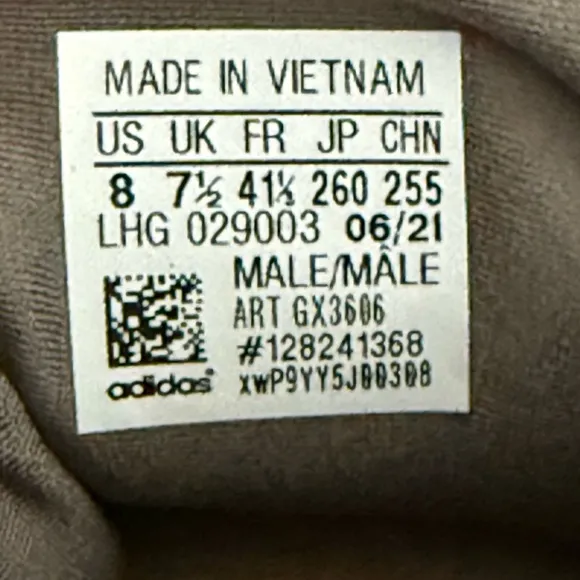 MADE IN VIETNAM
US UK FR JP CHN
8 7½ 41⅓ 260 255
LHG 029003 06/21
MALE/MÂLE
ART GX3606
#128241368
adidas® xwP9YY5J00308